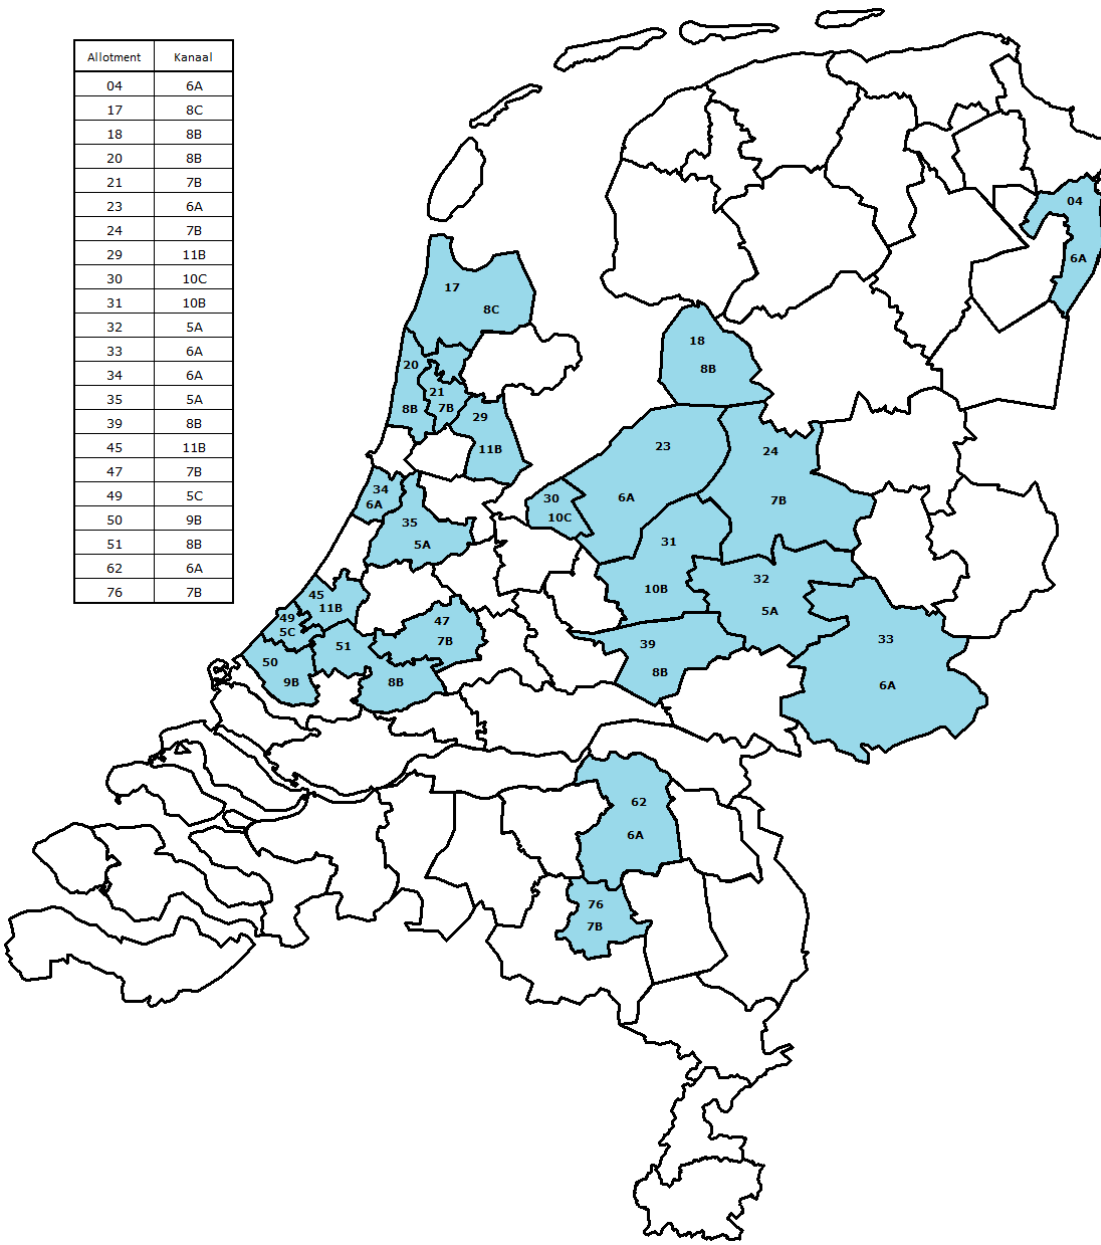 Allotment Kanaal
04 6A
17 8C
18 8B
20 8B
21 7B
23 6A
24 7B
29 11B
30 10C
31 10B
32 5A
33 6A
34 6A
35 5A
39 8B
45 11B
47 7B
49 5C
50 9B
51 8B
62 6A
76 7B
04
6A
17
8C
18
8B
20
8B
21
7B
29
11B
23
6A
24
7B
34
6A
30
10C
35
5A
31
10B
32
5A
45
11B
49
5C
47
7B
51
8B
39
8B
33
6A
50
9B
62
6A
76
7B